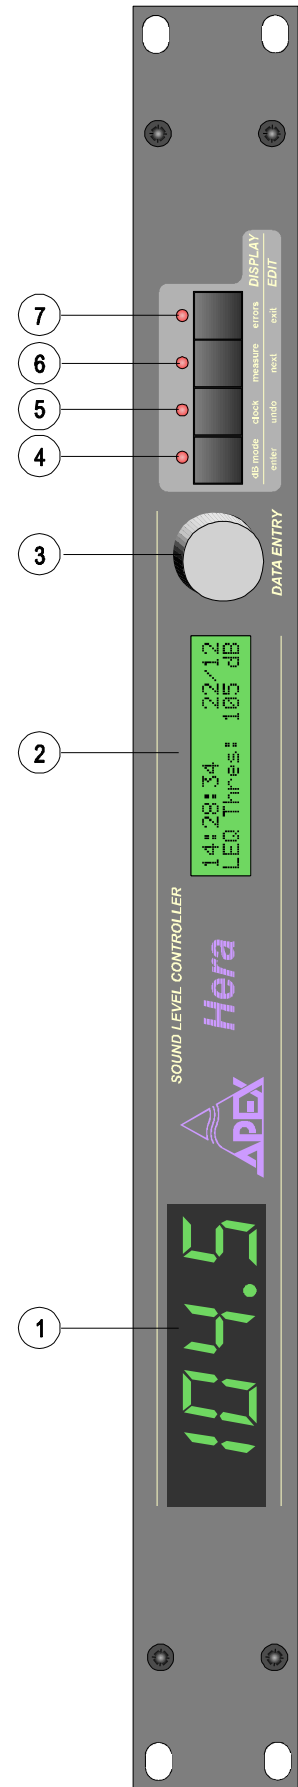 7
6
5
4
3
2
1
104.5
APEX
Hera
SOUND LEVEL CONTROLLER
14:28:34 22/12
LEQ Thres: 105 dB
DATA ENTRY
dB mode clock measure errors DISPLAY
enter undo next exit EDIT